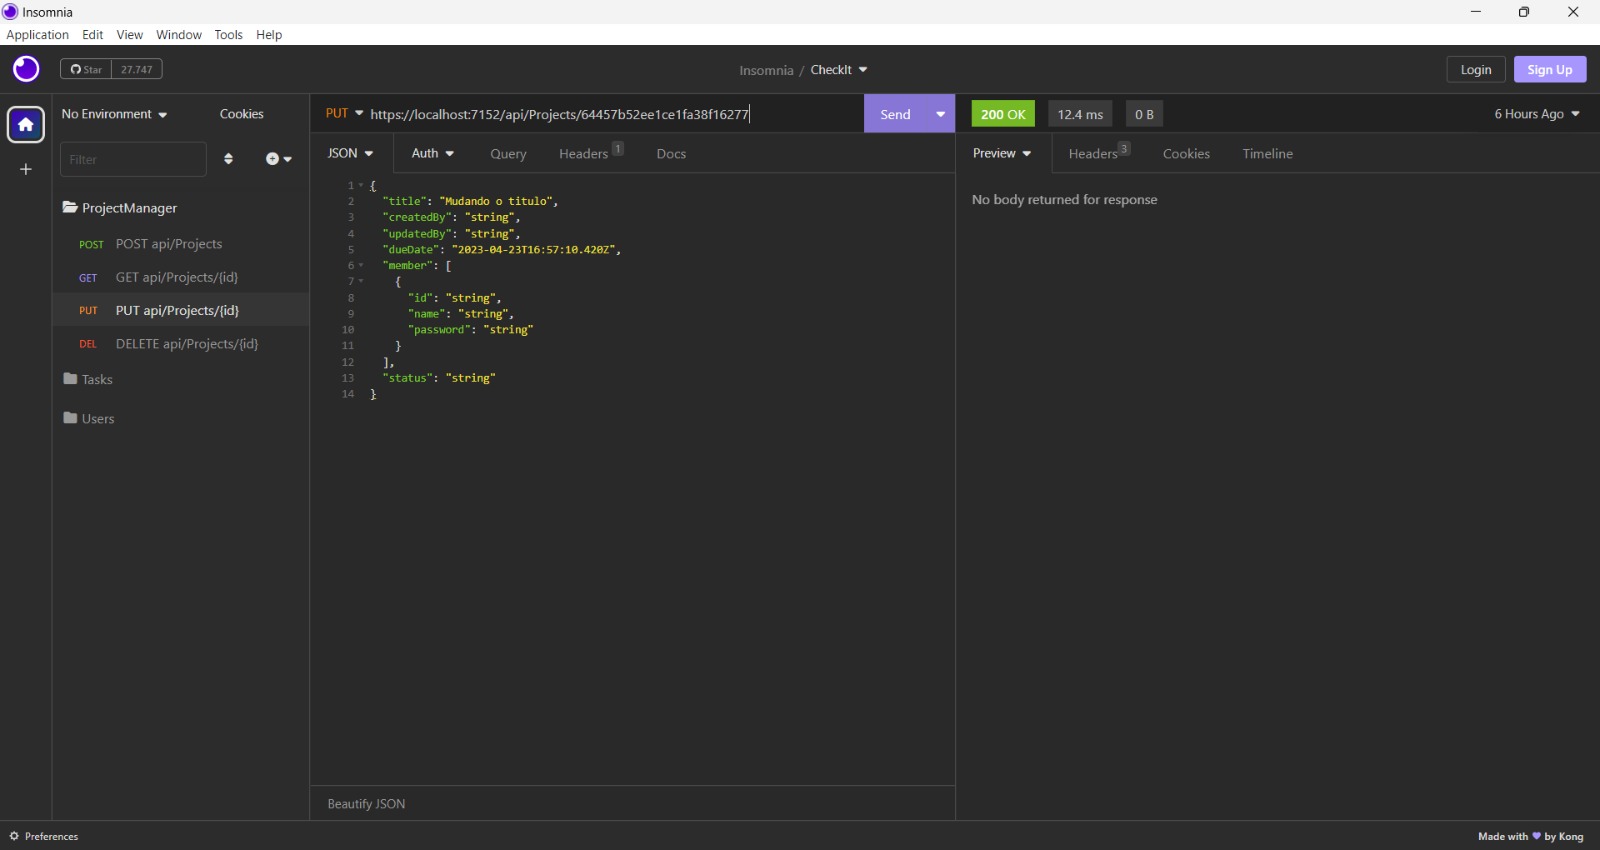 Insomnia
Application Edit View Window Tools Help
Star 27.747
Insomnia / CheckIt
Login Sign Up
No Environment Cookies
PUT https://localhost:7152/api/Projects/64457b52ee1ce1fa38f16277
Send
200 OK 12.4 ms 0 B
6 Hours Ago
Filter
JSON Auth Query Headers 1 Docs
Preview Headers 3 Cookies Timeline
No body returned for response
ProjectManager
POST POST api/Projects
GET GET api/Projects/{id}
PUT PUT api/Projects/{id}
DEL DELETE api/Projects/{id}
Tasks
Users
1 {
2 "title": "Mudando o titulo",
3 "createdBy": "string",
4 "updatedBy": "string",
5 "dueDate": "2023-04-23T16:57:10.420Z",
6 "member": [
7 {
8 "id": "string",
9 "name": "string",
10 "password": "string"
11 }
12 ],
13 "status": "string"
14 }
Beautify JSON
Preferences
Made with 💜 by Kong